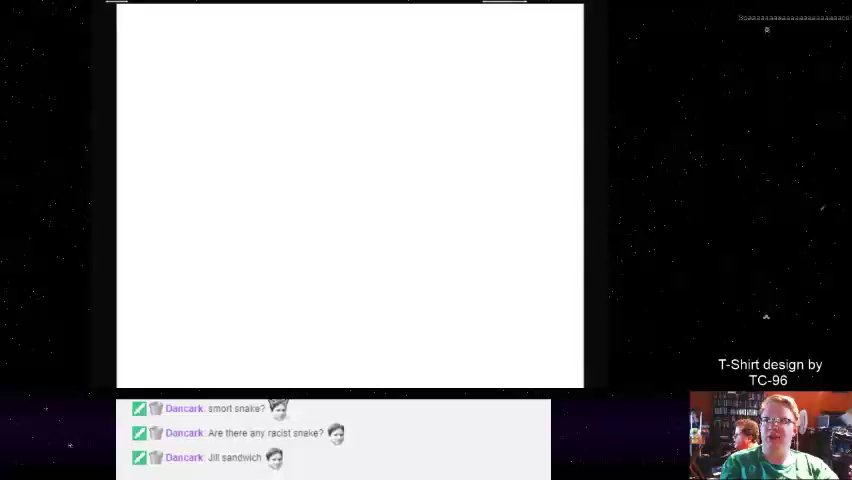 T-Shirt design by
TC-96
Dancark: smort snake?
Dancark: Are there any racist snake?
Dancark: Jill sandwich